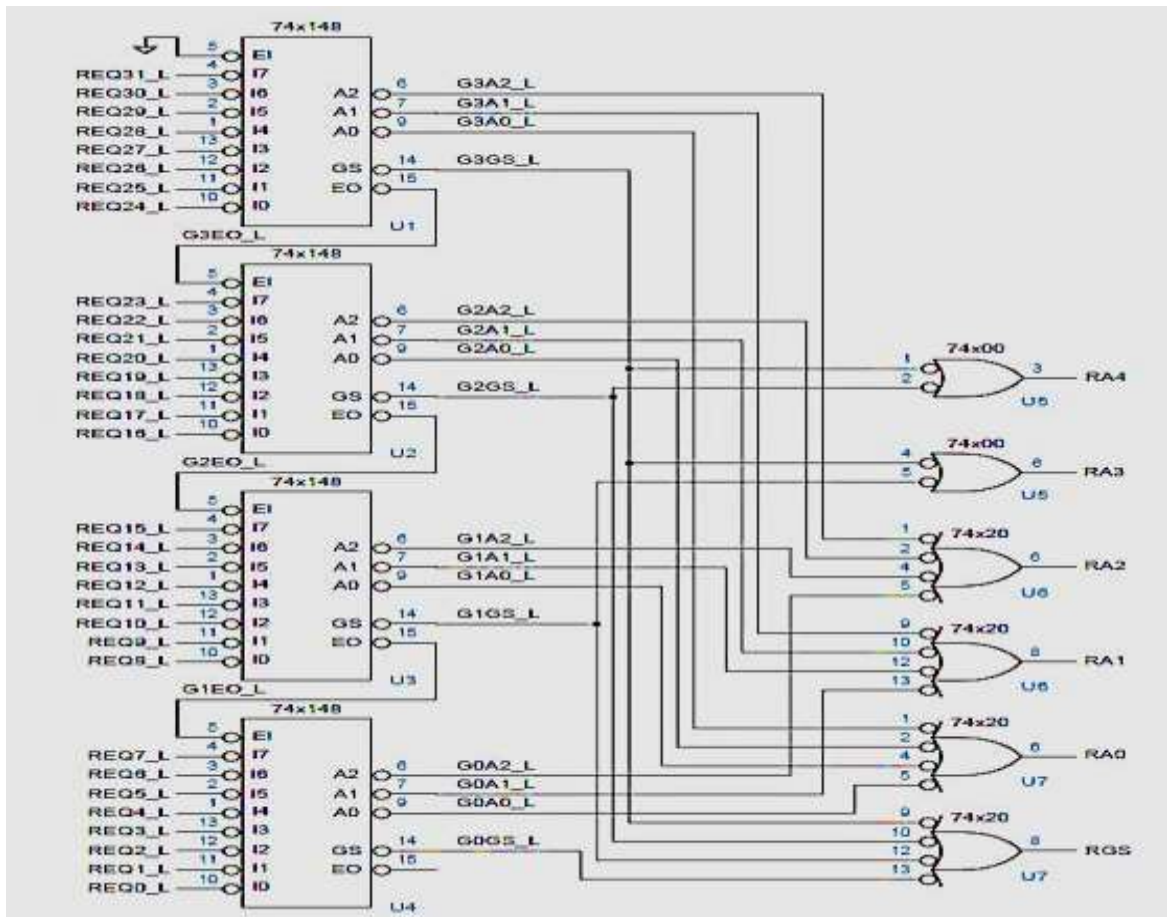 74x148
5 EI
REQ31_L 4 I7
REQ30_L 3 I6 A2 6 G3A2_L
REQ29_L 2 I5 A1 7 G3A1_L
REQ28_L 1 I4 A0 9 G3A0_L
REQ27_L 13 I3
REQ26_L 12 I2 GS 14 G3GS_L
REQ25_L 11 I1 EO 15
REQ24_L 10 I0
U1
G3EO_L
74x148
5 EI
REQ23_L 4 I7
REQ22_L 3 I6 A2 6 G2A2_L
REQ21_L 2 I5 A1 7 G2A1_L
REQ20_L 1 I4 A0 9 G2A0_L
REQ19_L 13 I3
REQ18_L 12 I2 GS 14 G2GS_L
REQ17_L 11 I1 EO 15
REQ16_L 10 I0
U2
G2EO_L
74x148
5 EI
REQ15_L 4 I7
REQ14_L 3 I6 A2 6 G1A2_L
REQ13_L 2 I5 A1 7 G1A1_L
REQ12_L 1 I4 A0 9 G1A0_L
REQ11_L 13 I3
REQ10_L 12 I2 GS 14 G1GS_L
REQ9_L 11 I1 EO 15
REQ8_L 10 I0
U3
G1EO_L
74x148
5 EI
REQ7_L 4 I7
REQ6_L 3 I6 A2 6 G0A2_L
REQ5_L 2 I5 A1 7 G0A1_L
REQ4_L 1 I4 A0 9 G0A0_L
REQ3_L 13 I3
REQ2_L 12 I2 GS 14 G0GS_L
REQ1_L 11 I1 EO 15
REQ0_L 10 I0
U4
74x00
1 2 3 RA4
U5
74x00
4 5 6 RA3
U5
74x20
1 2 4 5 6 RA2
U6
74x20
9 10 12 13 8 RA1
U6
74x20
1 2 4 5 6 RA0
U7
74x20
9 10 12 13 8 RGS
U7